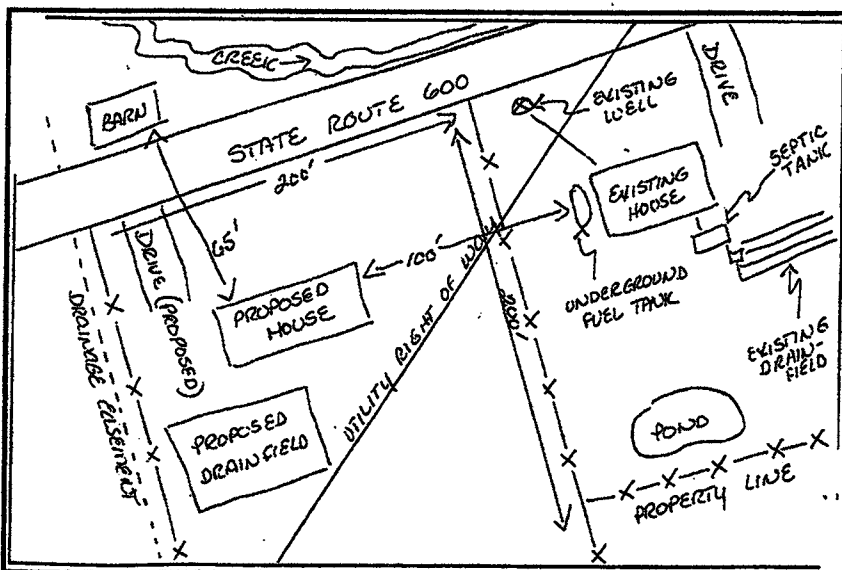 CREEK
BARN
STATE ROUTE 600
200'
EXISTING
WELL
DRIVE
SEPTIC
TANK
EXISTING
HOUSE
65'
100'
DRIVE (PROPOSED)
PROPOSED
HOUSE
UTILITY RIGHT OF WAY
200'
UNDERGROUND
FUEL TANK
EXISTING
DRAIN-
FIELD
DRAINAGE EASEMENT
PROPOSED
DRAINFIELD
POND
PROPERTY LINE